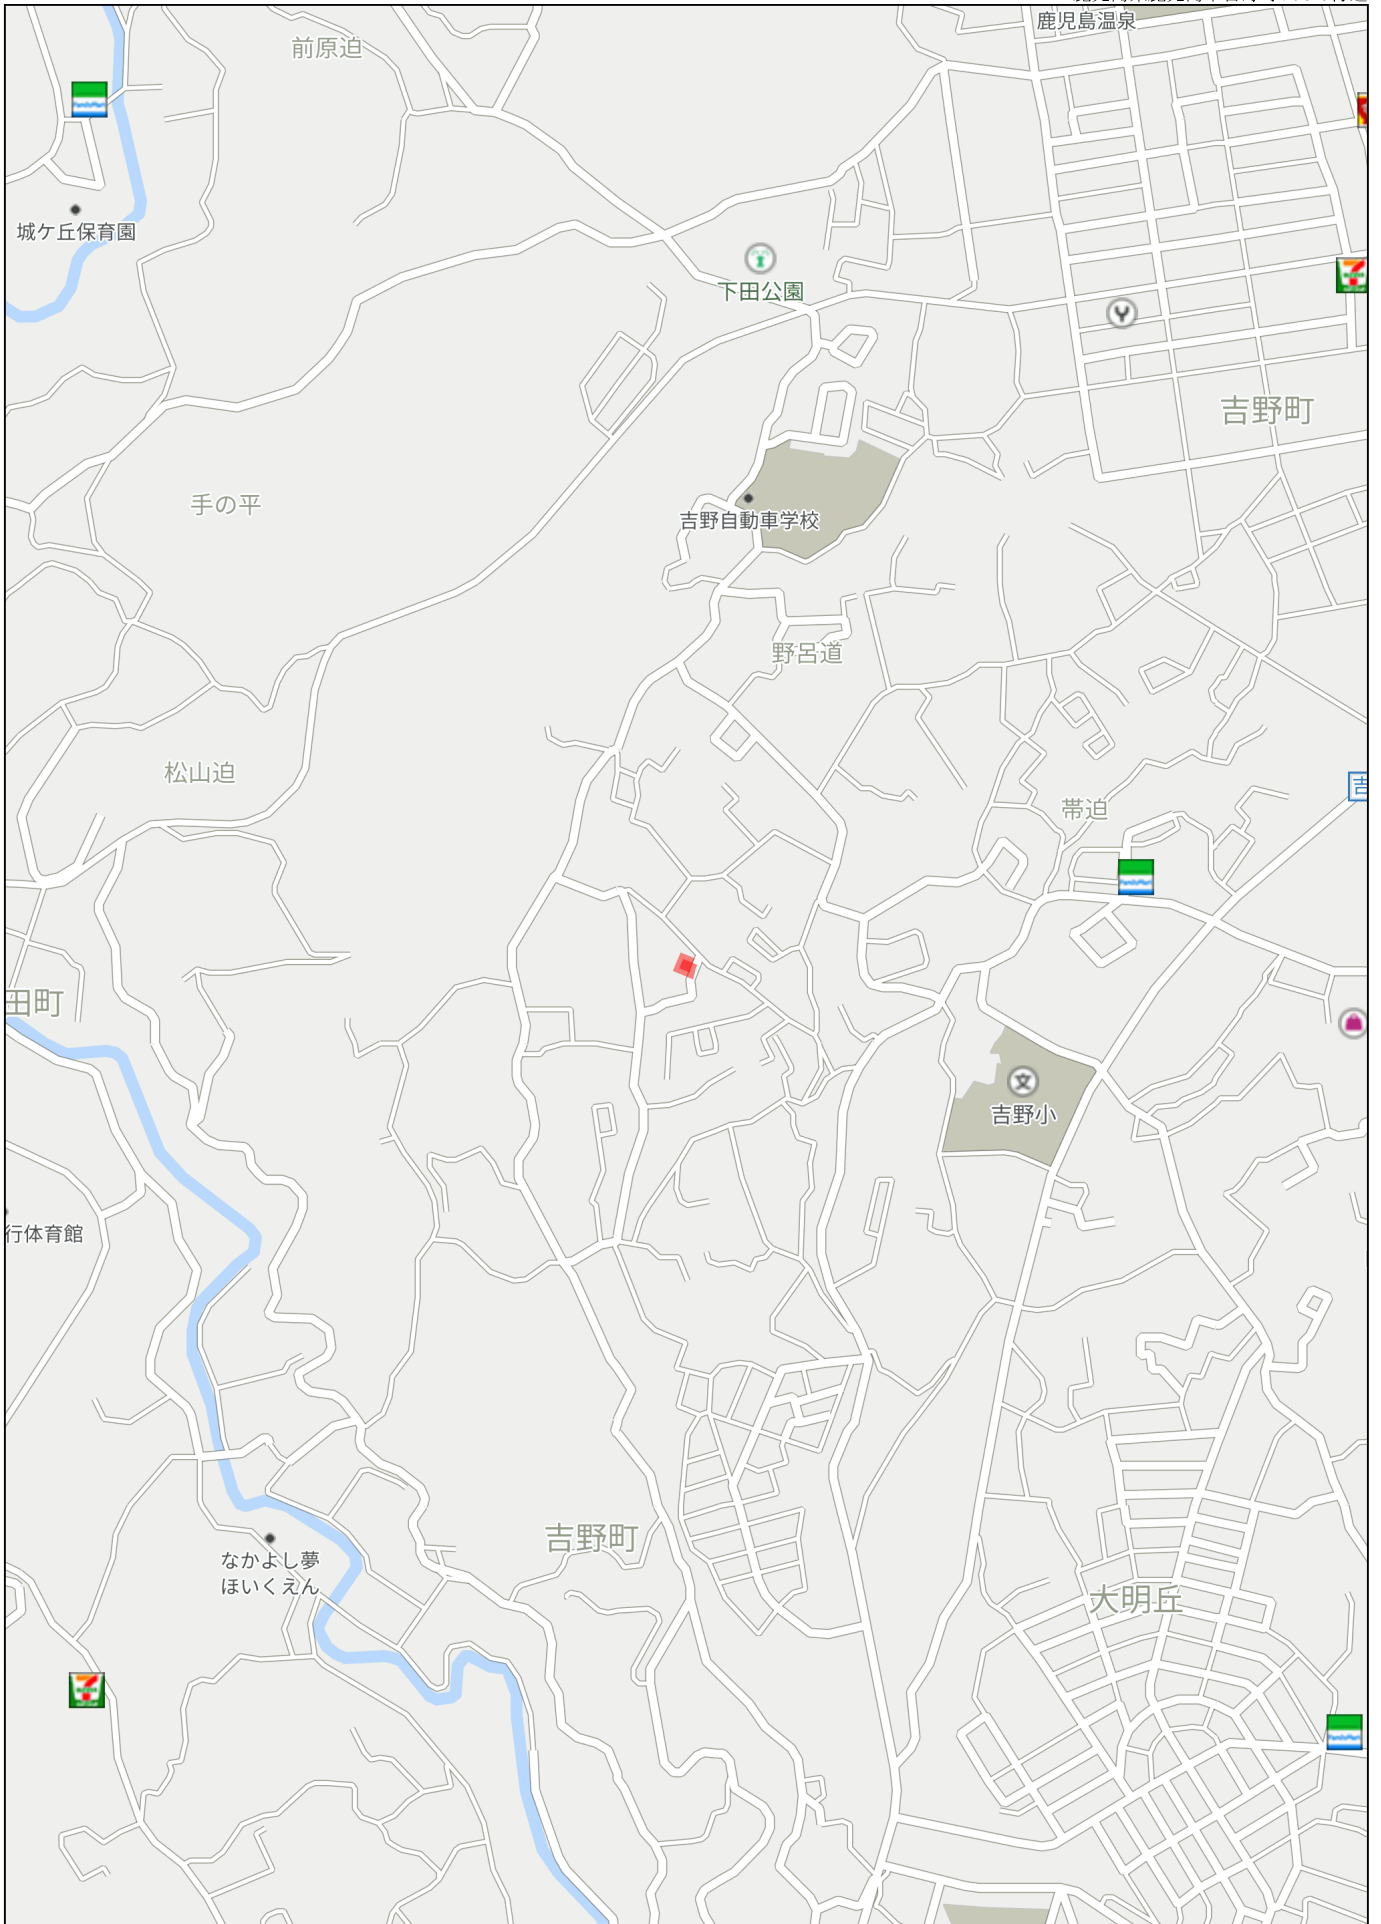 鹿児島温泉
前原迫
城ケ丘保育園
下田公園
吉野町
手の平
吉野自動車学校
野呂道
松山迫
吉
帯迫
FamilyMart
田町
文
吉野小
行体育館
吉野町
なかよし夢
ほいくえん
大明丘